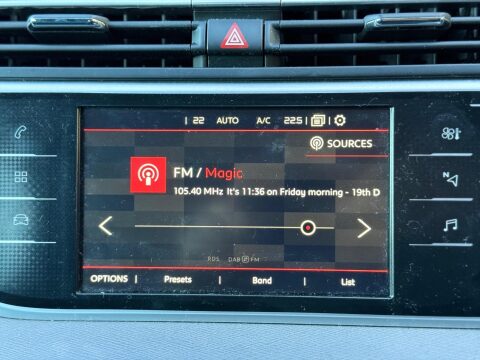 22 AUTO A/C 22.5
SOURCES
FM / Magic
105.40 MHz It's 11:36 on Friday morning - 19th D
RDS DAB FM
OPTIONS Presets Band List
N